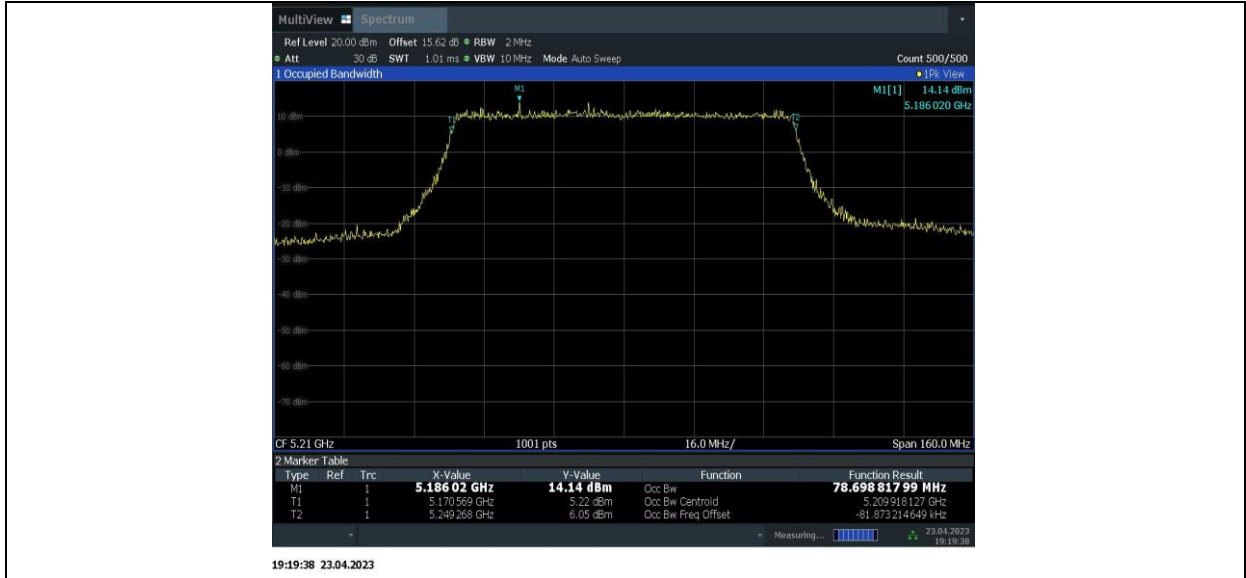 MultiView Spectrum
Ref Level 20.00 dBm Offset 15.62 dB RBW 2 MHz
Att 30 dB SWT 1.01 ms VBW 10 MHz Mode Auto Sweep Count 500/500
1 Occupied Bandwidth 1Pk View
M1
M1[1] 14.14 dBm
5.186 020 GHz
10 dBm
T1
T2
0 dBm
-10 dBm
-20 dBm
-30 dBm
-40 dBm
-50 dBm
-60 dBm
-70 dBm
CF 5.21 GHz 1001 pts 16.0 MHz/ Span 160.0 MHz
2 Marker Table
Type Ref Trc X-Value Y-Value Function Function Result
M1 1 5.186 02 GHz 14.14 dBm Occ Bw 78.698 817 99 MHz
T1 1 5.170 569 GHz 5.22 dBm Occ Bw Centroid 5.209 918 127 GHz
T2 1 5.249 268 GHz 6.05 dBm Occ Bw Freq Offset -81.873 214 649 kHz
Measuring... 23.04.2023
19:19:38
19:19:38 23.04.2023